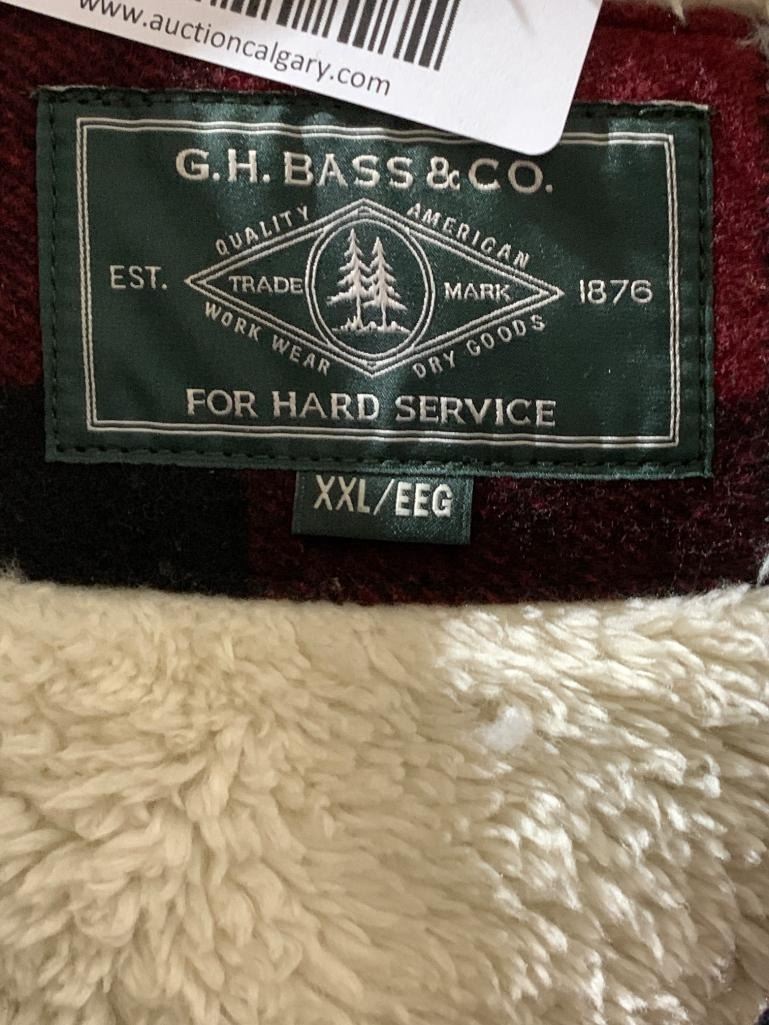 www.auctioncalgary.com
G.H. BASS & CO.
QUALITY AMERICAN
EST. TRADE MARK 1876
WORK WEAR DRY GOODS
FOR HARD SERVICE
XXL/EEG